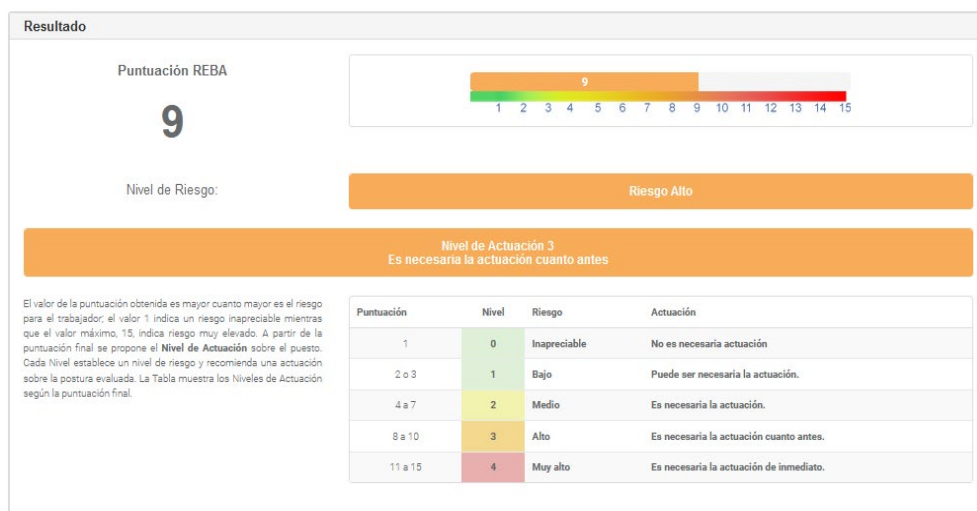 Resultado
Puntuación REBA
9
9
1 2 3 4 5 6 7 8 9 10 11 12 13 14 15
Nivel de Riesgo:
Riesgo Alto
Nivel de Actuación 3
Es necesaria la actuación cuanto antes
El valor de la puntuación obtenida es mayor cuanto mayor es el riesgo
para el trabajador; el valor 1 indica un riesgo inapreciable mientras
que el valor máximo, 15, indica riesgo muy elevado. A partir de la
puntuación final se propone el Nivel de Actuación sobre el puesto.
Cada Nivel establece un nivel de riesgo y recomienda una actuación
sobre la postura evaluada. La Tabla muestra los Niveles de Actuación
según la puntuación final.
Puntuación Nivel Riesgo Actuación
1 0 Inapreciable No es necesaria actuación
2 o 3 1 Bajo Puede ser necesaria la actuación.
4 a 7 2 Medio Es necesaria la actuación.
8 a 10 3 Alto Es necesaria la actuación cuanto antes.
11 a 15 4 Muy alto Es necesaria la actuación de inmediato.